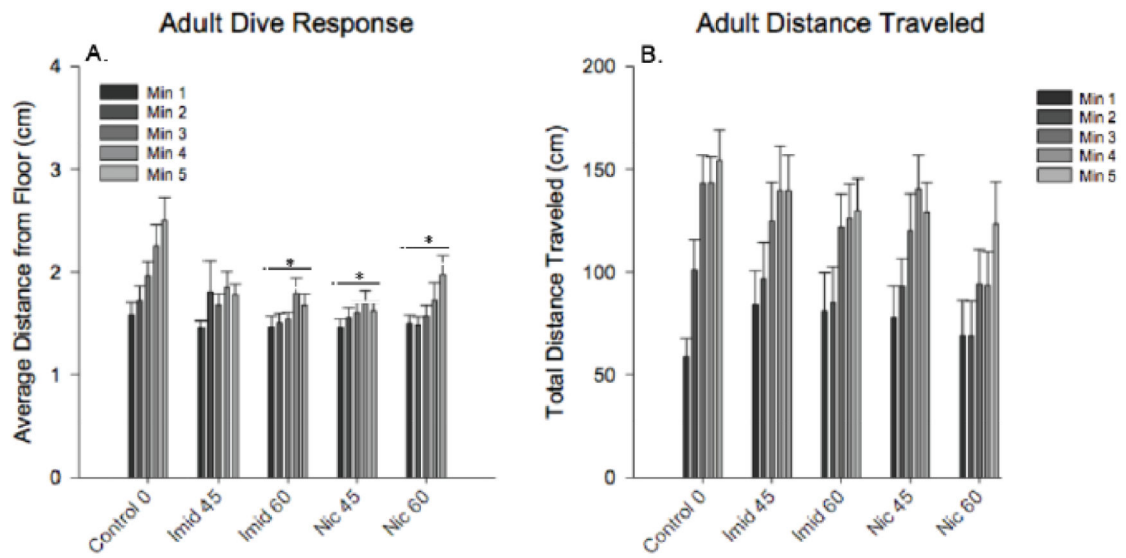 Adult Dive Response
A.
Average Distance from Floor (cm)
4
3
2
1
0
Min 1
Min 2
Min 3
Min 4
Min 5
*
*
*
Control 0
Imid 45
Imid 60
Nic 45
Nic 60
Adult Distance Traveled
B.
Total Distance Traveled (cm)
200
150
100
50
0
Min 1
Min 2
Min 3
Min 4
Min 5
Control 0
Imid 45
Imid 60
Nic 45
Nic 60